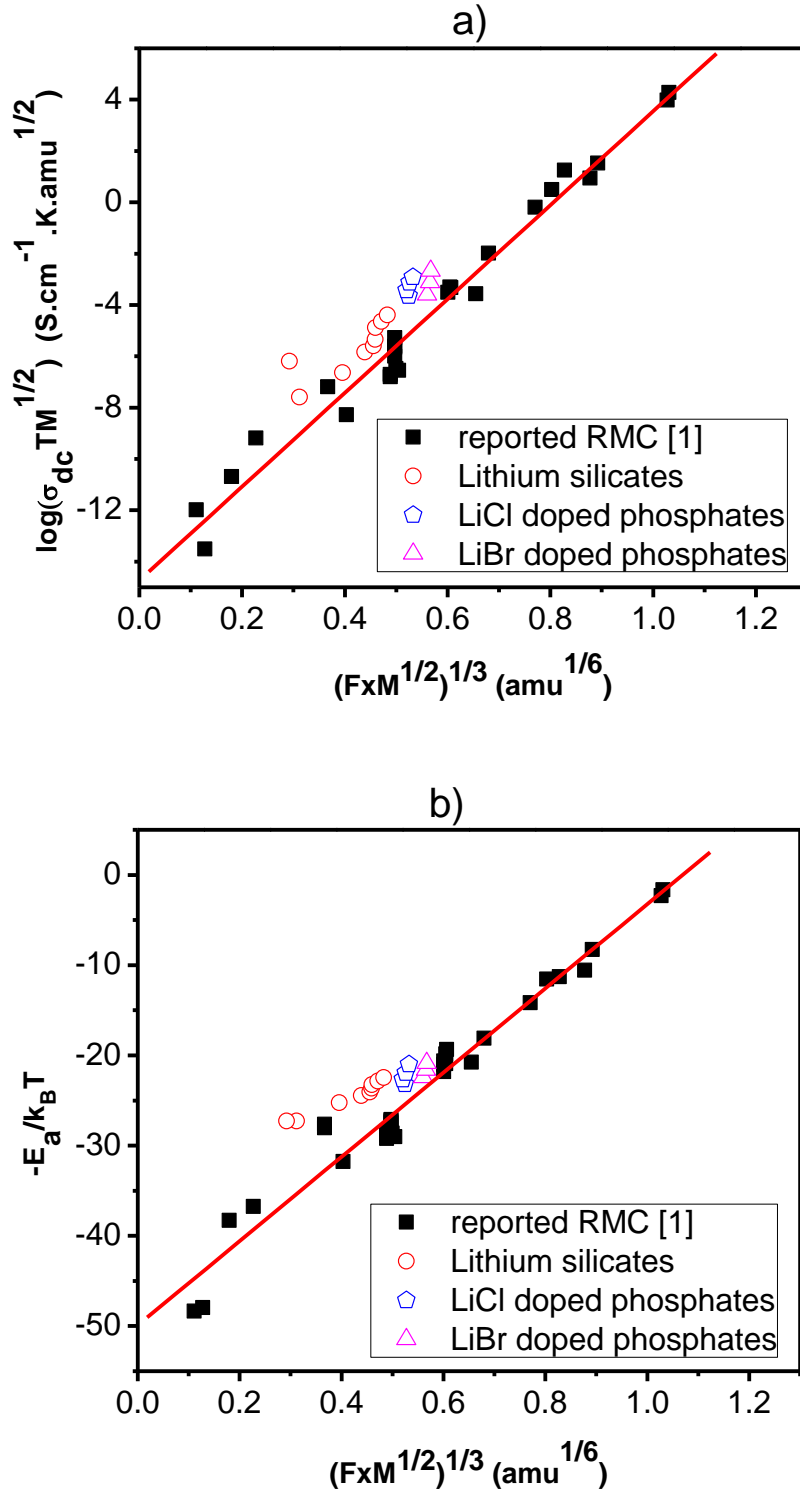 a)
log(σdcTM1/2) (S.cm-1.K.amu1/2)
4
0
-4
-8
-12
reported RMC [1]
Lithium silicates
LiCl doped phosphates
LiBr doped phosphates
0.0 0.2 0.4 0.6 0.8 1.0 1.2
(FxM1/2)1/3 (amu1/6)
b)
-Ea/kBT
0
-10
-20
-30
-40
-50
reported RMC [1]
Lithium silicates
LiCl doped phosphates
LiBr doped phosphates
0.0 0.2 0.4 0.6 0.8 1.0 1.2
(FxM1/2)1/3 (amu1/6)